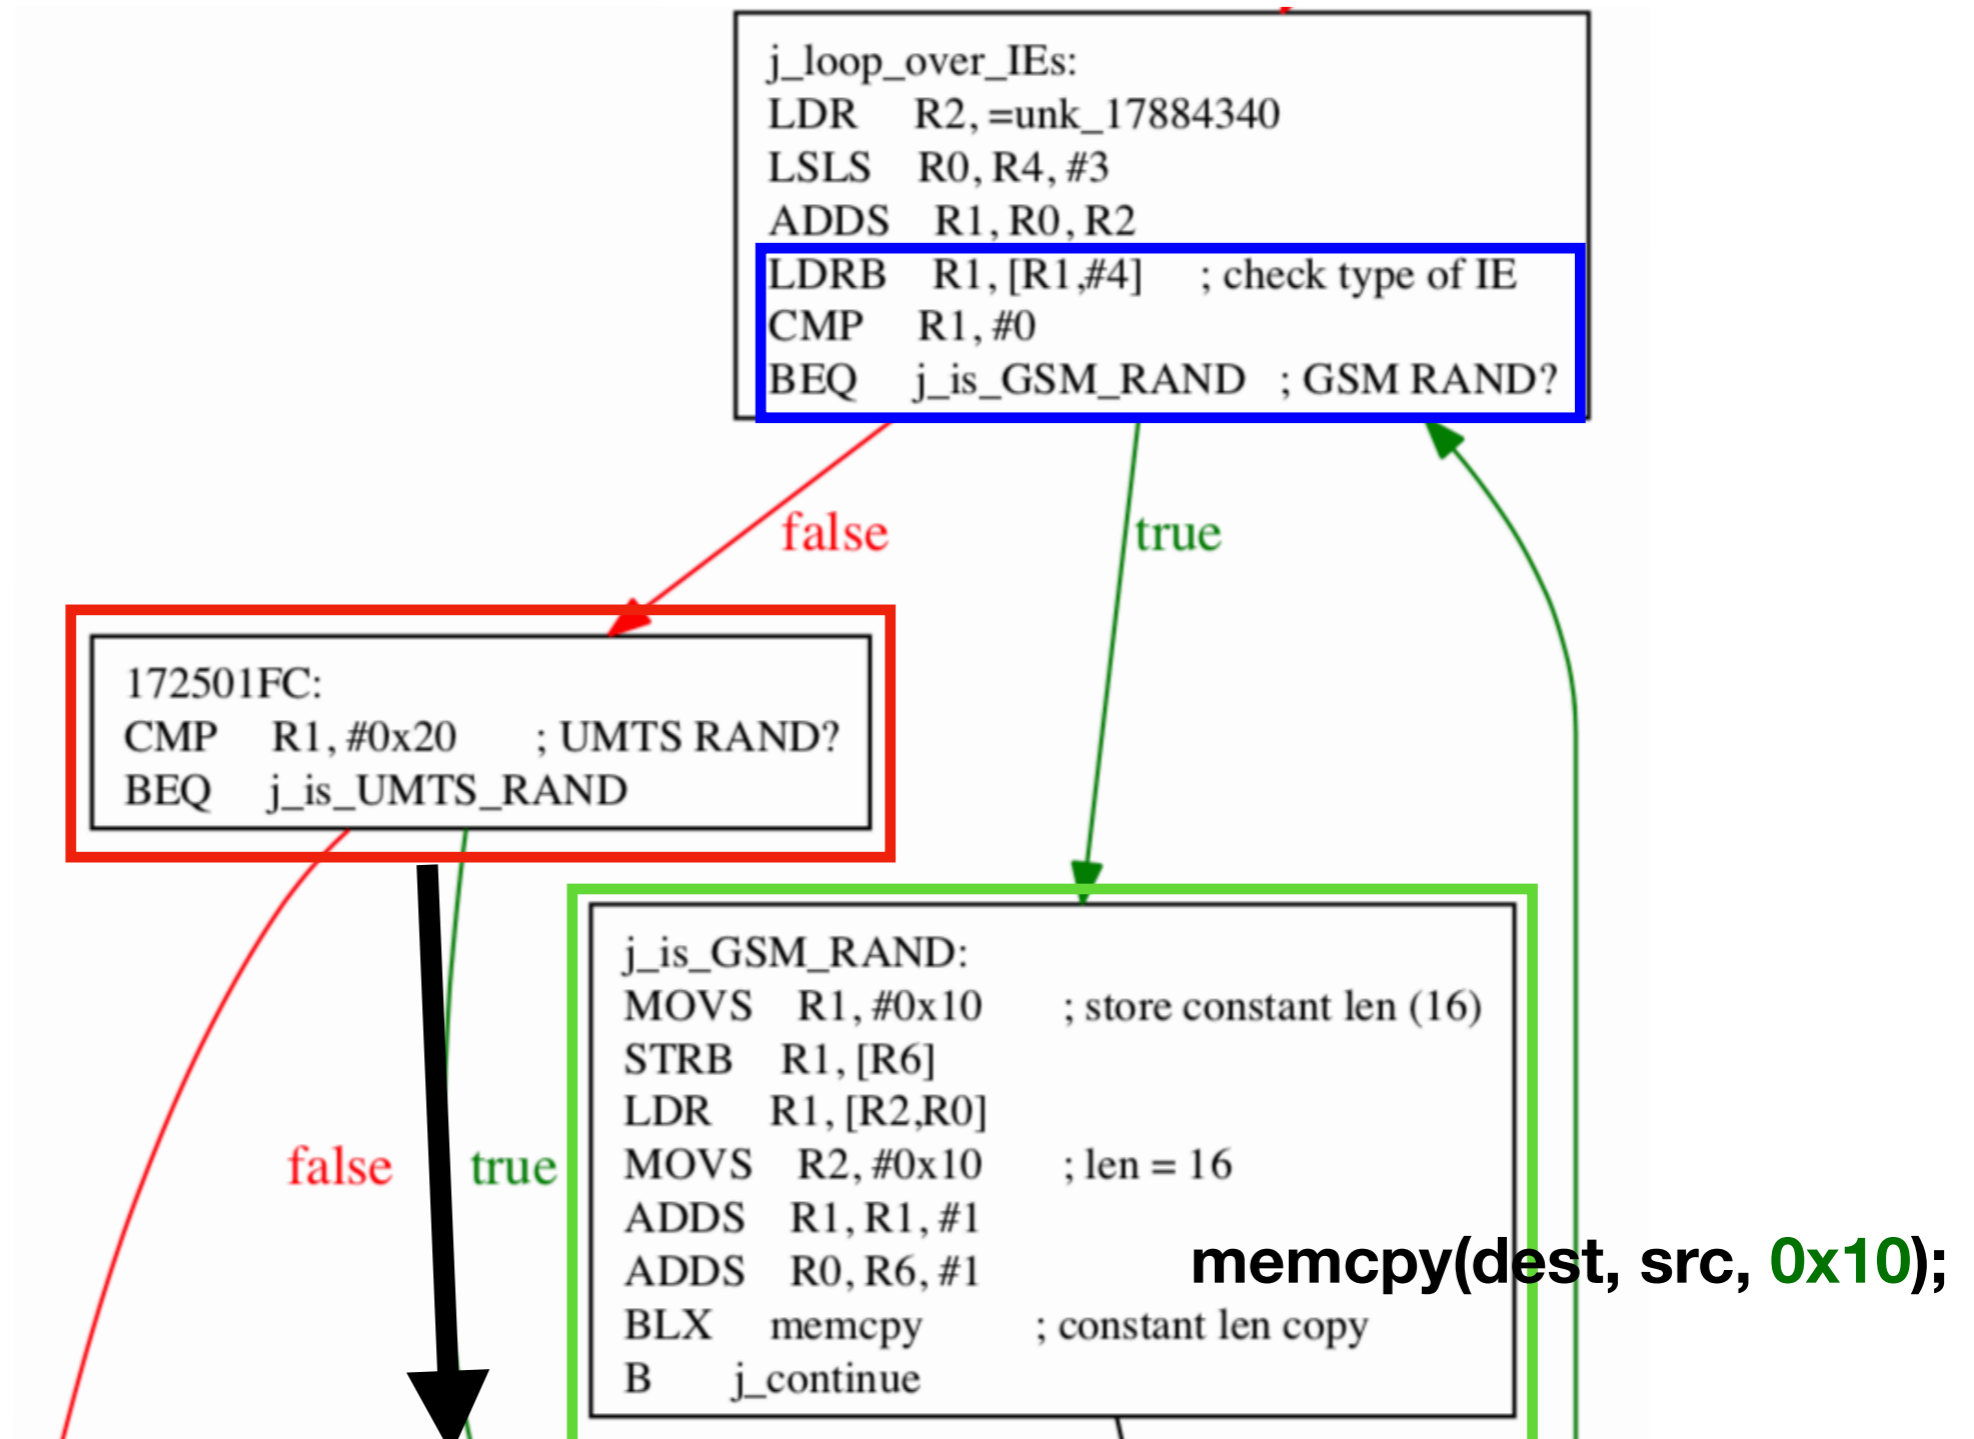 j_loop_over_IEs:
LDR R2, =unk_17884340
LSLS R0, R4, #3
ADDS R1, R0, R2
LDRB R1, [R1,#4] ; check type of IE
CMP R1, #0
BEQ j_is_GSM_RAND ; GSM RAND?
false
true
172501FC:
CMP R1, #0x20 ; UMTS RAND?
BEQ j_is_UMTS_RAND
false
true
j_is_GSM_RAND:
MOVS R1, #0x10 ; store constant len (16)
STRB R1, [R6]
LDR R1, [R2,R0]
MOVS R2, #0x10 ; len = 16
ADDS R1, R1, #1
ADDS R0, R6, #1
BLX memcpy ; constant len copy
B j_continue
memcpy(dest, src, 0x10);